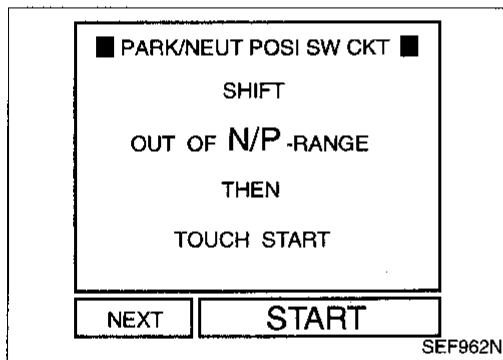 ■ PARK/NEUT POSI SW CKT ■
SHIFT
OUT OF N/P -RANGE
THEN
TOUCH START
NEXT
START
SEF962N